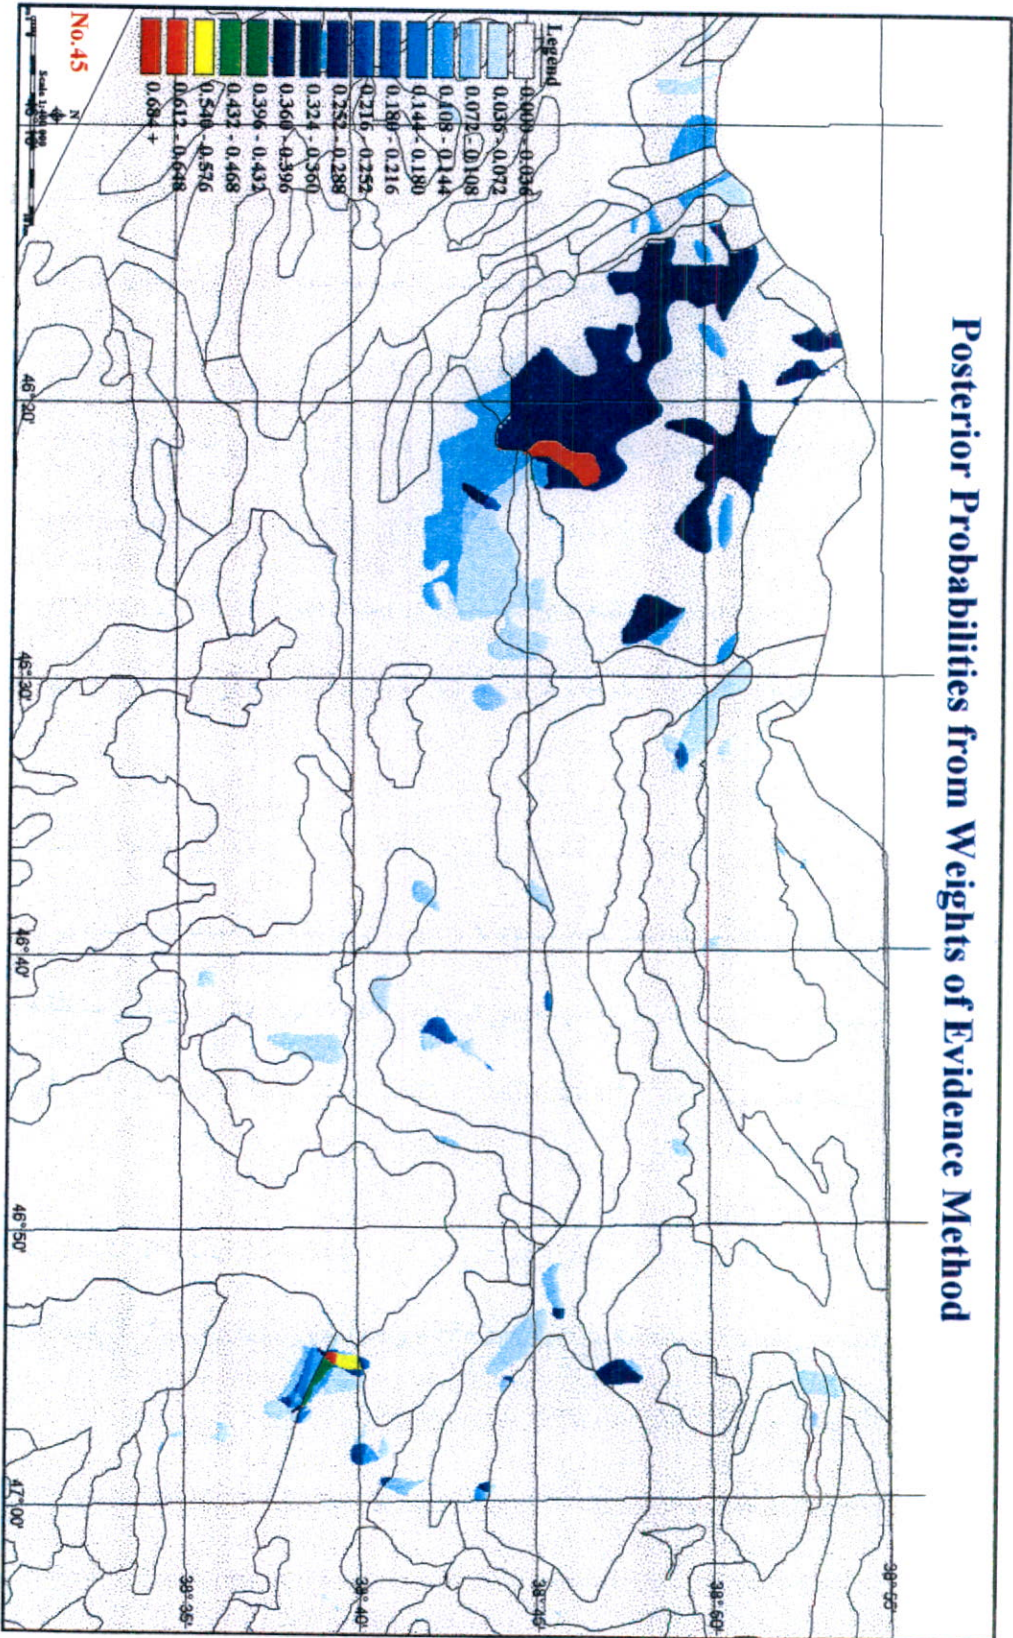 Posterior Probabilities from Weights of Evidence Method
38°55'
38°50'
38°45'
38°40'
38°35'
46°20'
46°30'
46°40'
46°50'
47°00'
Legend
0.000 - 0.036
0.036 - 0.072
0.072 - 0.108
0.108 - 0.144
0.144 - 0.180
0.180 - 0.216
0.216 - 0.252
0.252 - 0.288
0.324 - 0.360
0.360 - 0.396
0.396 - 0.432
0.432 - 0.468
0.540 - 0.576
0.612 - 0.648
0.684 +
No.45
N